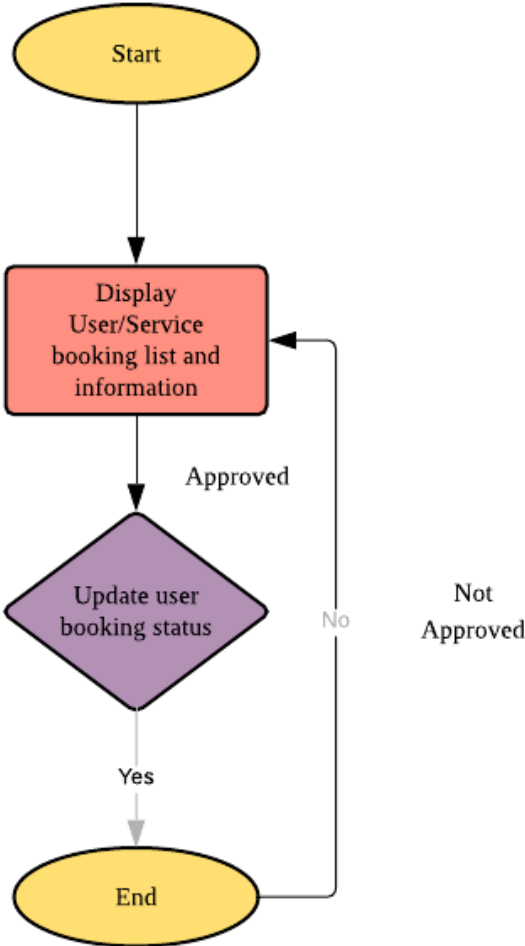 Start
Display
User/Service
booking list and
information
Approved
Update user
booking status
No
Not
Approved
Yes
End